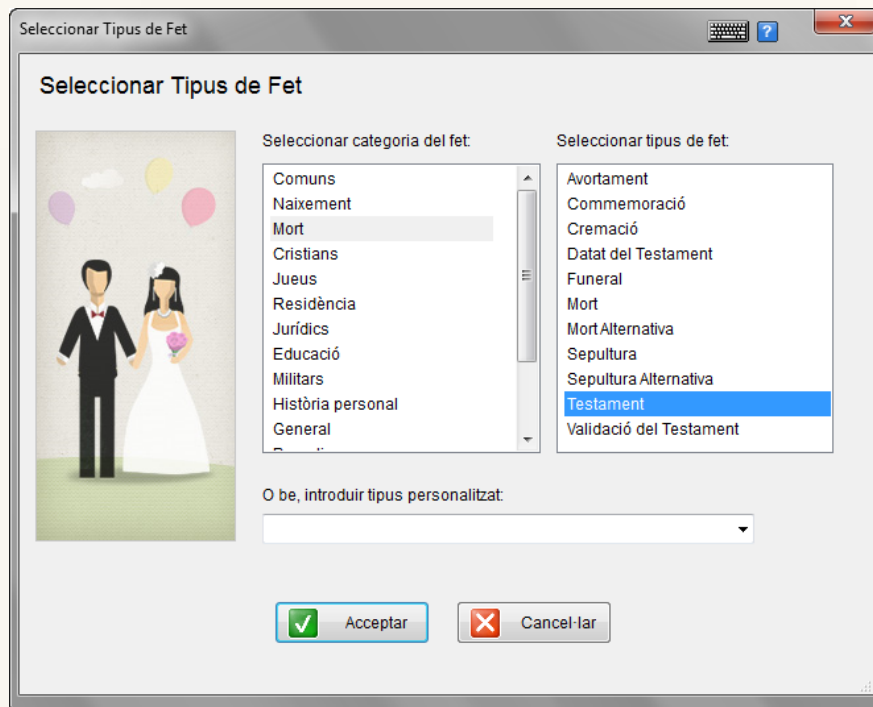 Seleccionar Tipus de Fet
Seleccionar Tipus de Fet
Seleccionar categoria del fet:
Comuns
Naixement
Mort
Cristians
Jueus
Residència
Jurídics
Educació
Militars
Història personal
General
Seleccionar tipus de fet:
Avortament
Commemoració
Cremació
Datat del Testament
Funeral
Mort
Mort Alternativa
Sepultura
Sepultura Alternativa
Testament
Validació del Testament
O be, introduir tipus personalitzat:
Acceptar
Cancel·lar